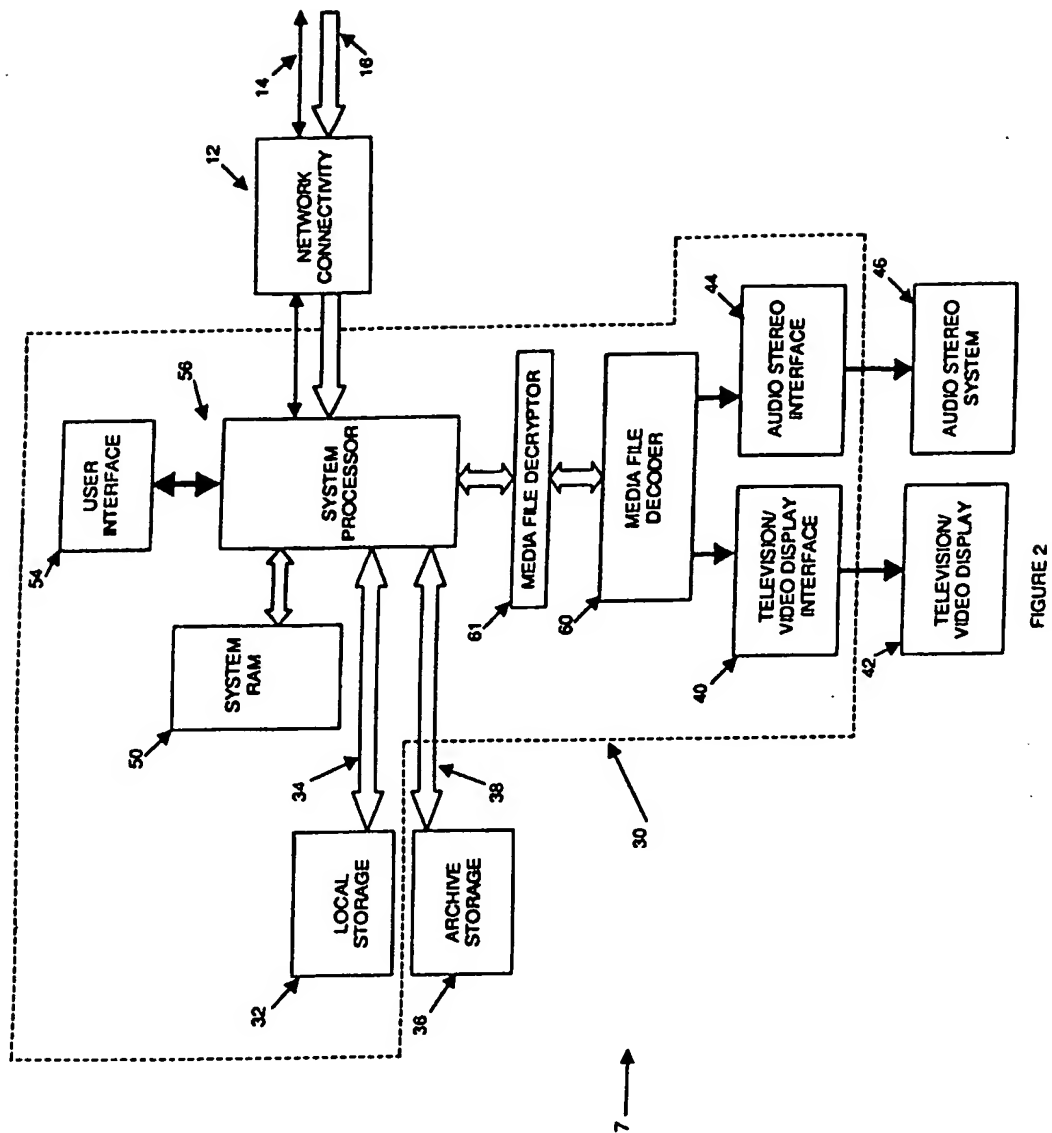 14
16
12
NETWORK
CONNECTIVITY
56
54
USER
INTERFACE
SYSTEM
PROCESSOR
44
46
61
MEDIA FILE DECRYPTOR
60
MEDIA FILE
DECODER
AUDIO STEREO
INTERFACE
AUDIO STEREO
SYSTEM
50
SYSTEM
RAM
40
TELEVISION/
VIDEO DISPLAY
INTERFACE
42
TELEVISION/
VIDEO DISPLAY
34
38
30
32
LOCAL
STORAGE
36
ARCHIVE
STORAGE
7
FIGURE 2